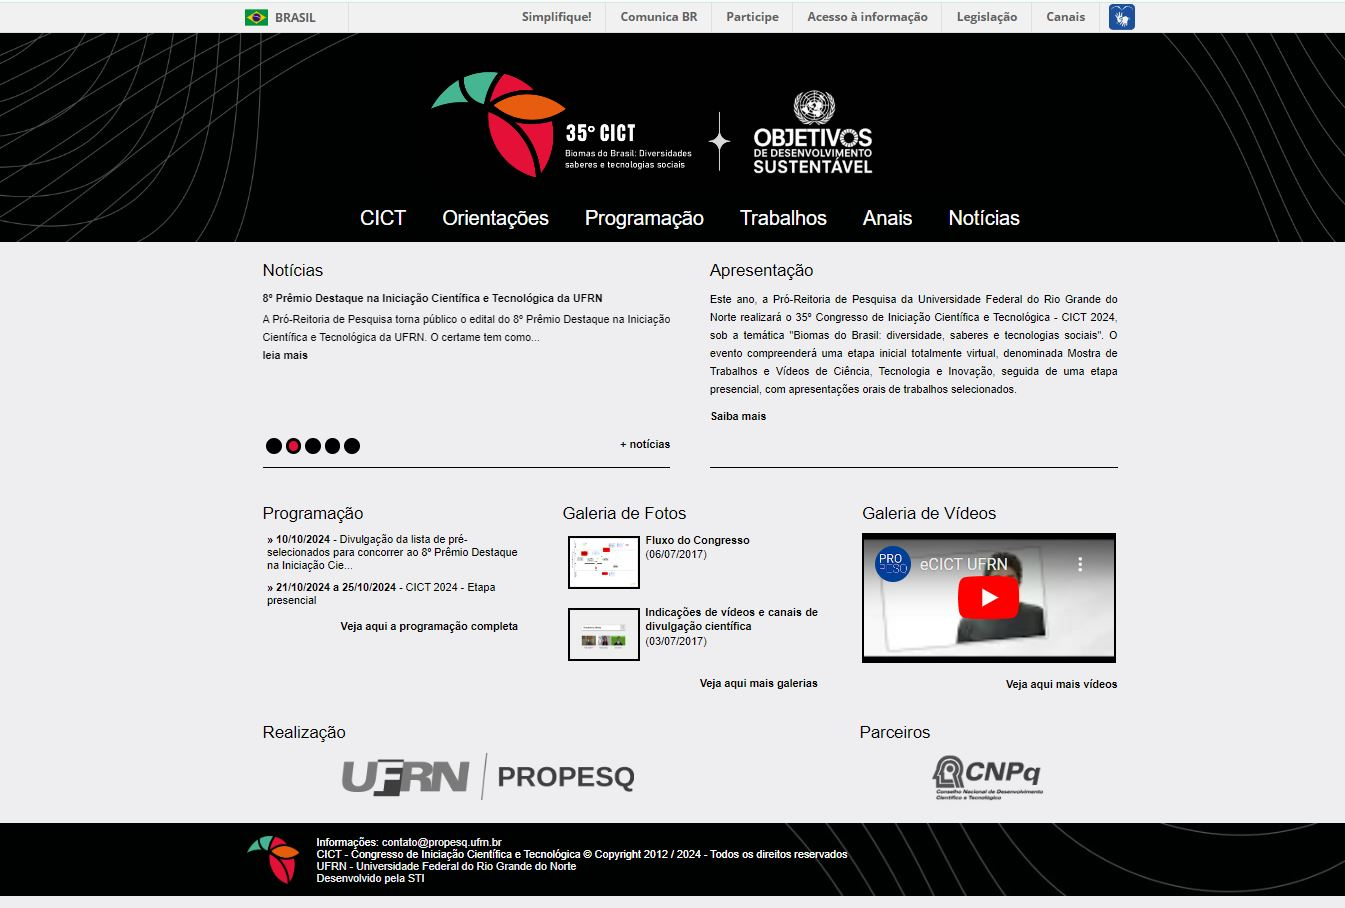 BRASIL
Simplifique!
Comunica BR
Participe
Acesso à informação
Legislação
Canais
35º CICT
Biomas do Brasil: Diversidades
saberes e tecnologias sociais
OBJETIVOS
DE DESENVOLVIMENTO
SUSTENTÁVEL
CICT
Orientações
Programação
Trabalhos
Anais
Notícias
Notícias
8º Prêmio Destaque na Iniciação Científica e Tecnológica da UFRN
A Pró-Reitoria de Pesquisa torna público o edital do 8º Prêmio Destaque na Iniciação
Científica e Tecnológica da UFRN. O certame tem como...
leia mais
+ notícias
Apresentação
Este ano, a Pró-Reitoria de Pesquisa da Universidade Federal do Rio Grande do
Norte realizará o 35º Congresso de Iniciação Científica e Tecnológica - CICT 2024,
sob a temática "Biomas do Brasil: diversidade, saberes e tecnologias sociais". O
evento compreenderá uma etapa inicial totalmente virtual, denominada Mostra de
Trabalhos e Vídeos de Ciência, Tecnologia e Inovação, seguida de uma etapa
presencial, com apresentações orais de trabalhos selecionados.
Saiba mais
Programação
» 10/10/2024 - Divulgação da lista de pré-
selecionados para concorrer ao 8º Prêmio Destaque
na Iniciação Cie...
» 21/10/2024 a 25/10/2024 - CICT 2024 - Etapa
presencial
Veja aqui a programação completa
Galeria de Fotos
Fluxo do Congresso
(06/07/2017)
Indicações de vídeos e canais de
divulgação científica
(03/07/2017)
Veja aqui mais galerias
Galeria de Vídeos
PRO
PESQ
eCICT UFRN
Veja aqui mais vídeos
Realização
UFRN
PROPESQ
Parceiros
CNPq
Conselho Nacional de Desenvolvimento
Científico e Tecnológico
Informações: contato@propesq.ufrn.br
CICT - Congresso de Iniciação Científica e Tecnológica © Copyright 2012 / 2024 - Todos os direitos reservados
UFRN - Universidade Federal do Rio Grande do Norte
Desenvolvido pela STI